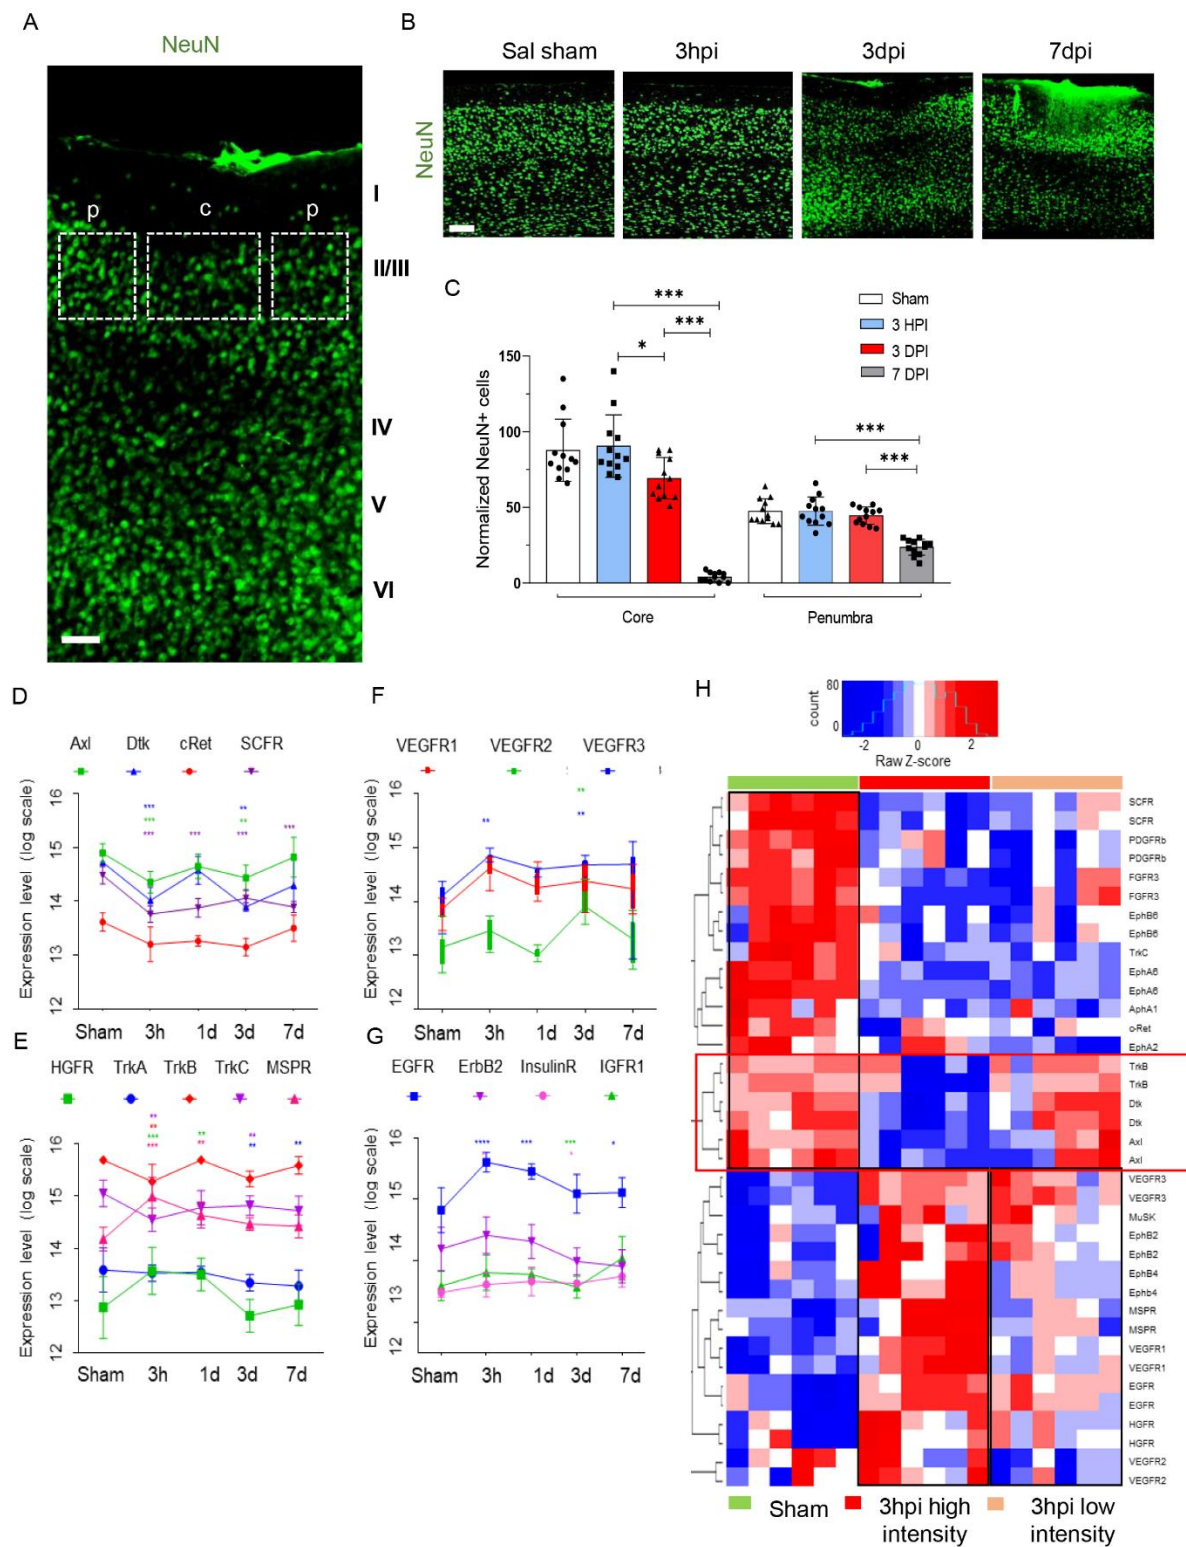 A
NeuN
p c p
I
II/III
IV
V
VI
B
Sal sham 3hpi 3dpi 7dpi
NeuN
C
Sham
3 HPI
3 DPI
7 DPI
*** 
***
*
***
***
Normalized NeuN+ cells
150
100
50
0
Core Penumbra
D
Axl Dtk cRet SCFR
Expression level (log scale)
16
15
14
13
12
*** ** 
*** *** ** ***
*** ***
Sham 3h 1d 3d 7d
E
HGFR TrkA TrkB TrkC MSPR
Expression level (log scale)
16
15
14
13
12
**
** ** ** **
*** ** **
***
Sham 3h 1d 3d 7d
F
VEGFR1 VEGFR2 VEGFR3
Expression level (log scale)
16
15
14
13
12
**
** **
Sham 3h 1d 3d 7d
G
EGFR ErbB2 InsulinR IGFR1
Expression level (log scale)
16
15
14
13
12
**** *** *** *
*
Sham 3h 1d 3d 7d
H
count
80
40
0
-2 0 2
Raw Z-score
SCFR
SCFR
PDGFRb
PDGFRb
FGFR3
FGFR3
EphB6
EphB6
TrkC
EphA6
EphA6
AphA1
c-Ret
EphA2
TrkB
TrkB
Dtk
Dtk
Axl
Axl
VEGFR3
VEGFR3
MuSK
EphB2
EphB2
EphB4
Ephb4
MSPR
MSPR
VEGFR1
VEGFR1
EGFR
EGFR
HGFR
HGFR
VEGFR2
VEGFR2
Sham 3hpi high intensity 3hpi low intensity